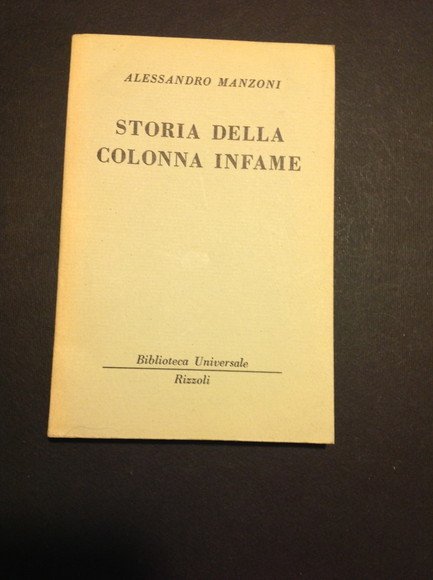 ALESSANDRO MANZONI
STORIA DELLA
COLONNA INFAME
Biblioteca Universale
Rizzoli